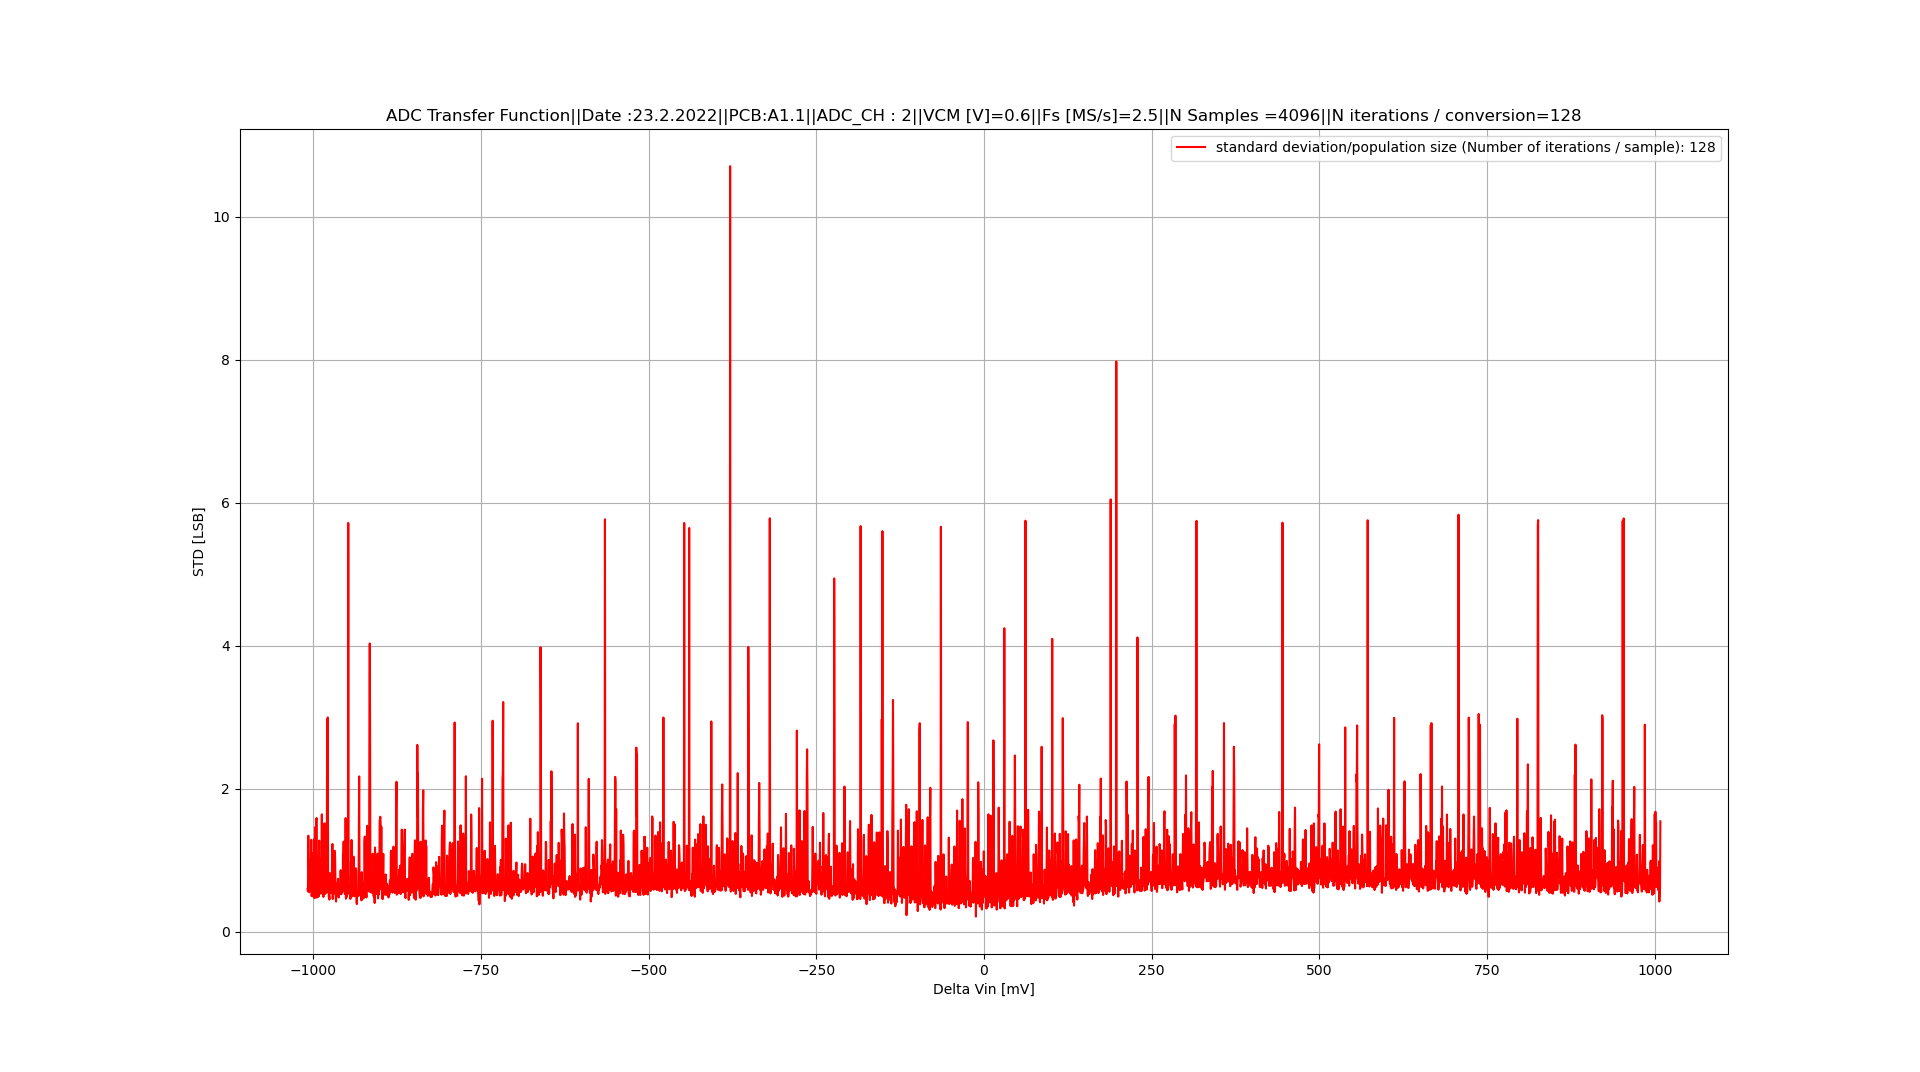 ADC Transfer Function||Date :23.2.2022||PCB:A1.1||ADC_CH : 2||VCM [V]=0.6||Fs [MS/s]=2.5||N Samples =4096||N iterations / conversion=128
standard deviation/population size (Number of iterations / sample): 128
10
8
6
4
2
0
STD [LSB]
−1000 −750 −500 −250 0 250 500 750 1000
Delta Vin [mV]